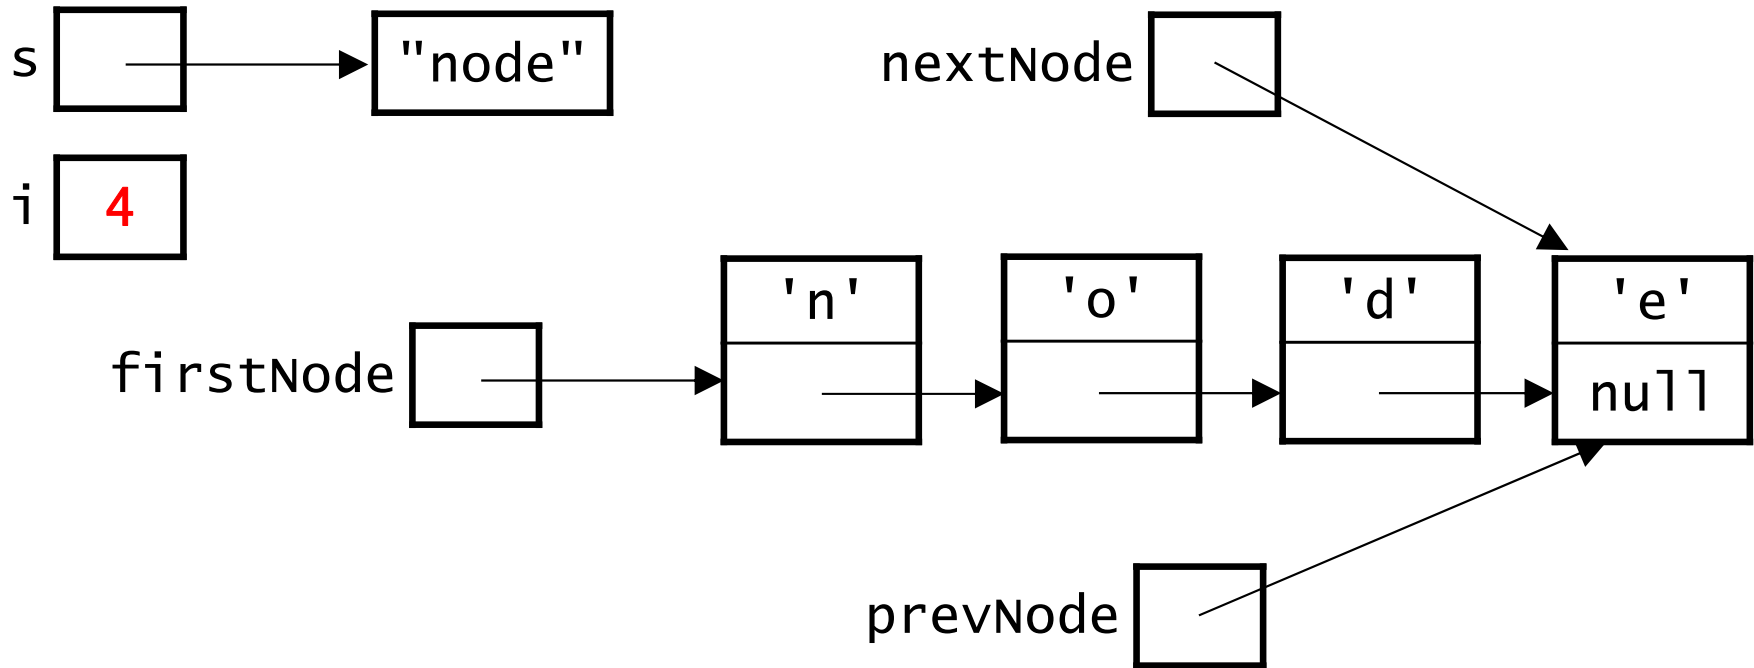 s "node" nextNode
i 4
'n' 'o' 'd' 'e'
firstNode null
prevNode